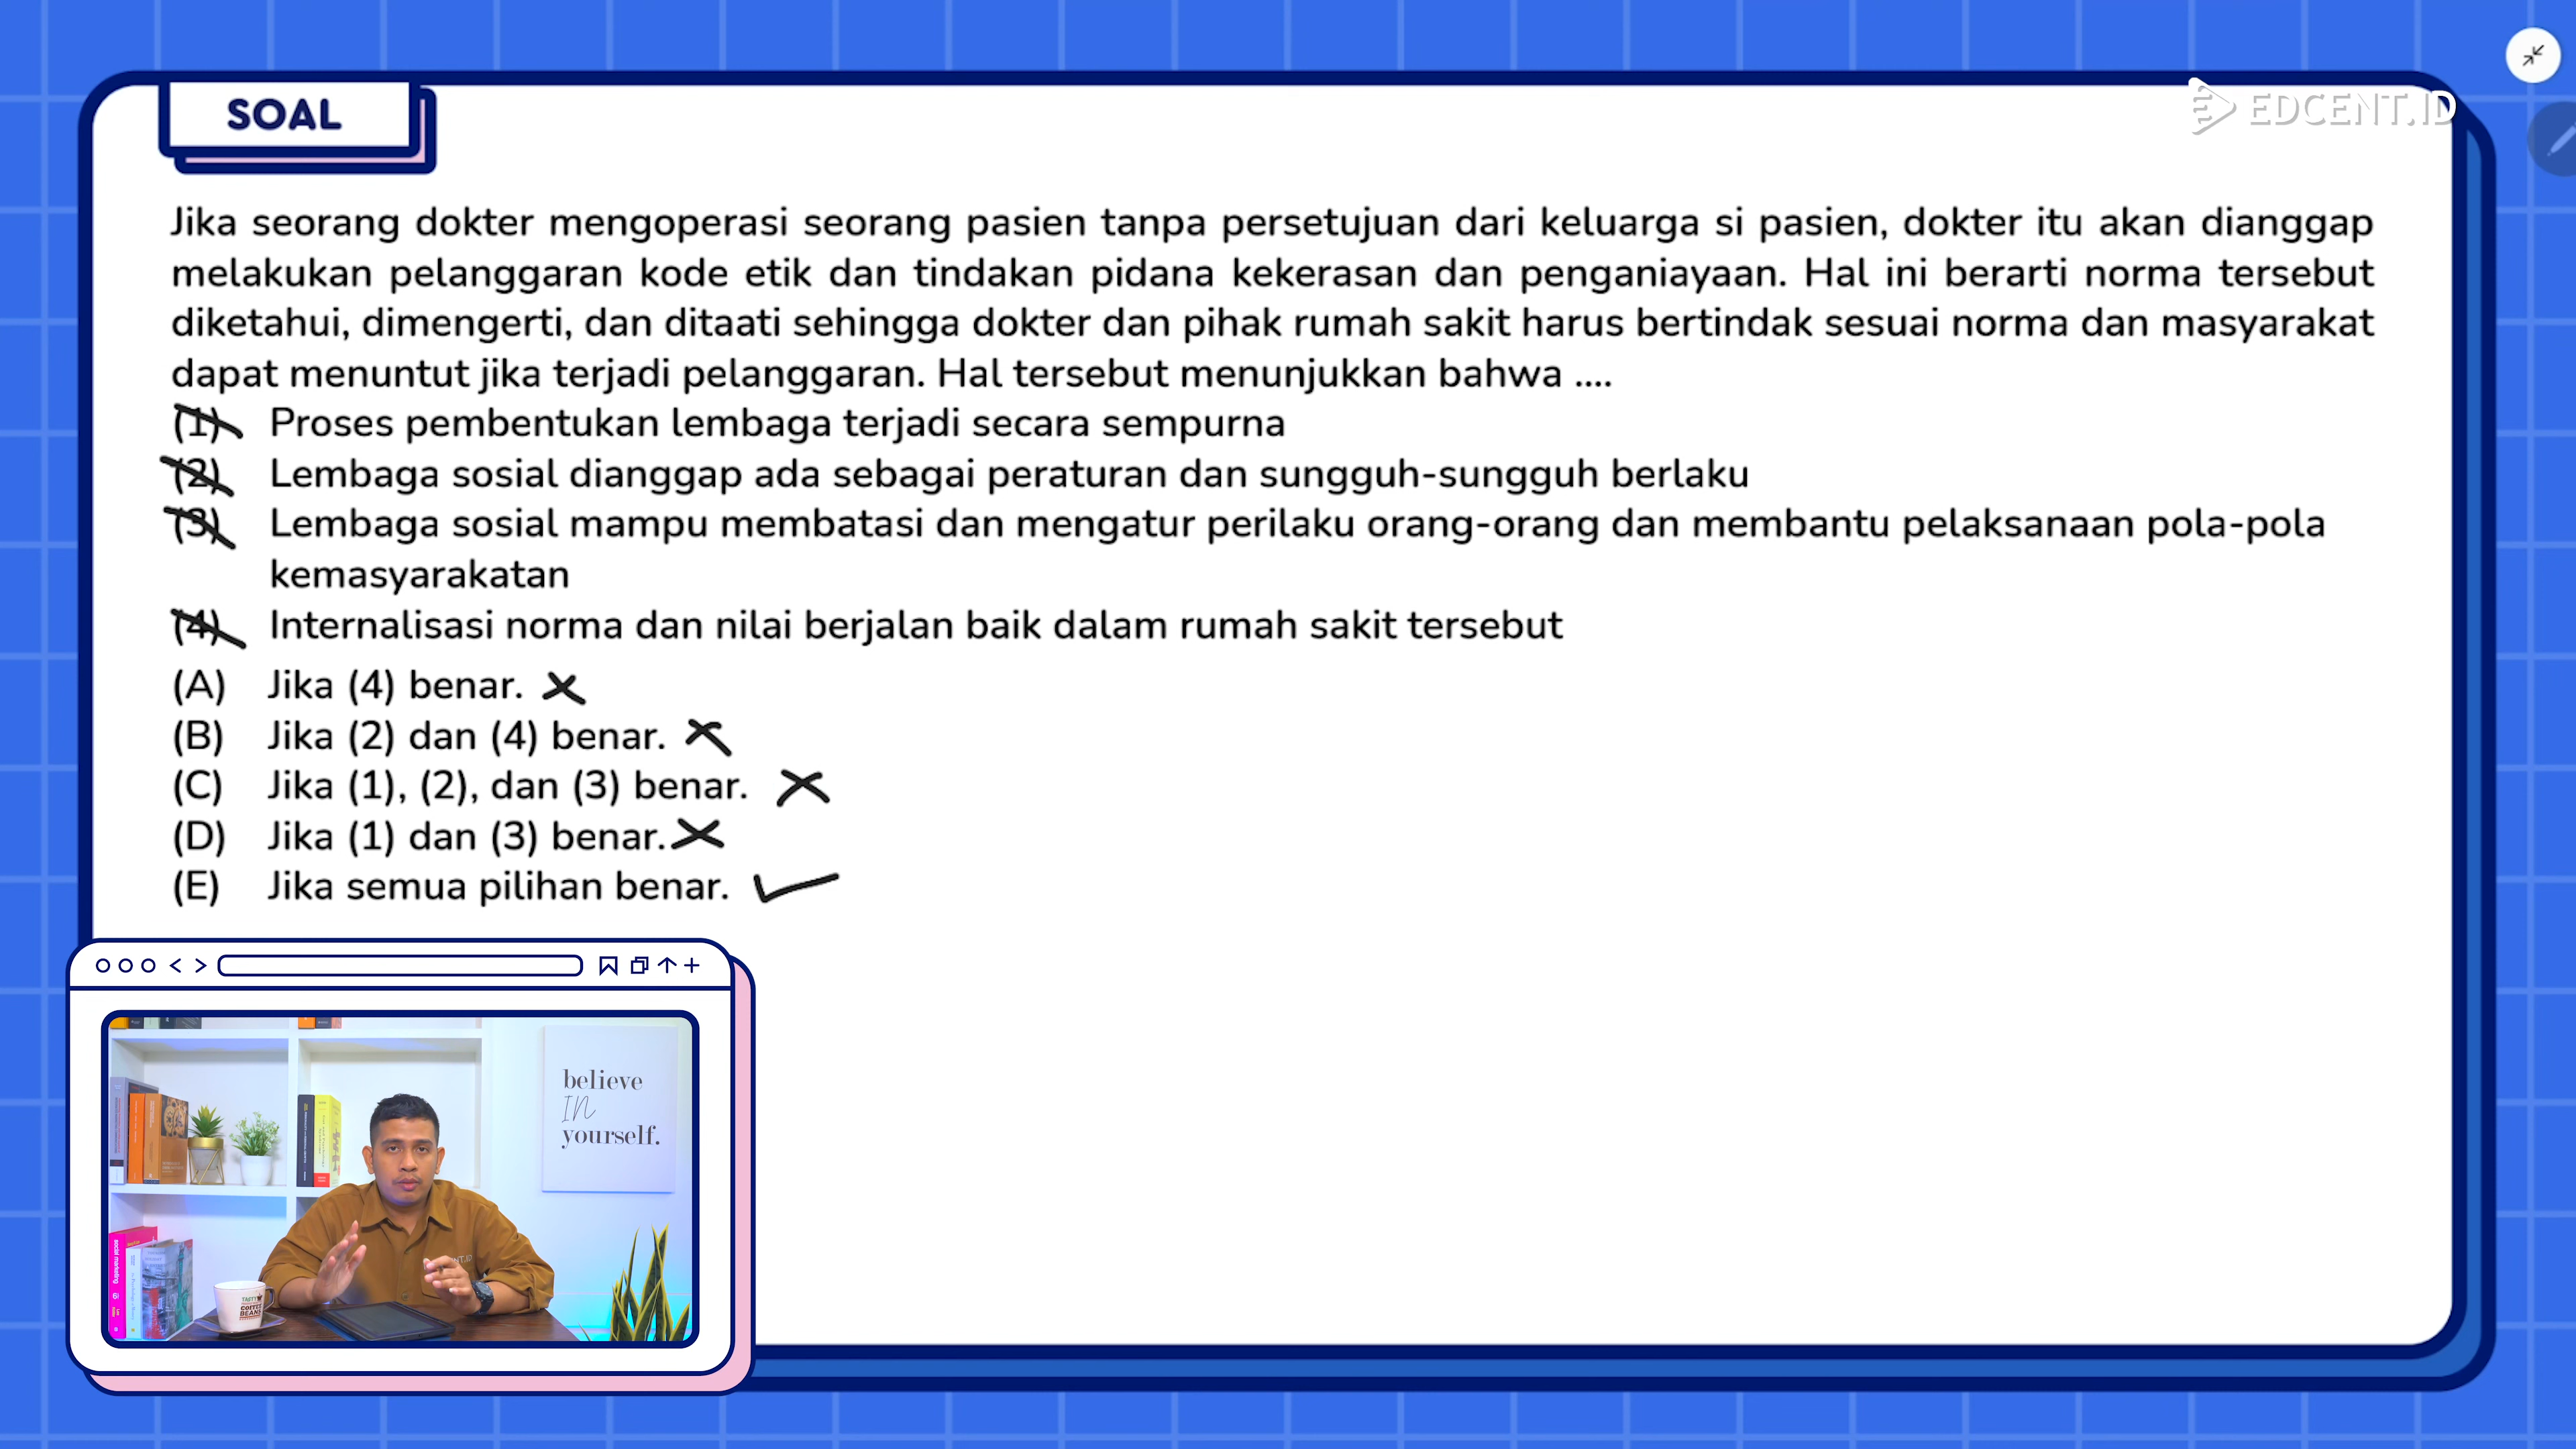 SOAL
EDCENT.ID
Jika seorang dokter mengoperasi seorang pasien tanpa persetujuan dari keluarga si pasien, dokter itu akan dianggap
melakukan pelanggaran kode etik dan tindakan pidana kekerasan dan penganiayaan. Hal ini berarti norma tersebut
diketahui, dimengerti, dan ditaati sehingga dokter dan pihak rumah sakit harus bertindak sesuai norma dan masyarakat
dapat menuntut jika terjadi pelanggaran. Hal tersebut menunjukkan bahwa ....
(1) Proses pembentukan lembaga terjadi secara sempurna
(2) Lembaga sosial dianggap ada sebagai peraturan dan sungguh-sungguh berlaku
(3) Lembaga sosial mampu membatasi dan mengatur perilaku orang-orang dan membantu pelaksanaan pola-pola
kemasyarakatan
(4) Internalisasi norma dan nilai berjalan baik dalam rumah sakit tersebut
(A) Jika (4) benar.
(B) Jika (2) dan (4) benar.
(C) Jika (1), (2), dan (3) benar.
(D) Jika (1) dan (3) benar.
(E) Jika semua pilihan benar.
believe
IN
yourself.
COFFEE
BEANS